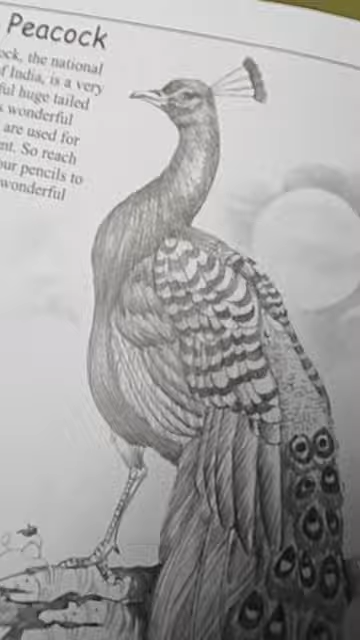 Peacock
ock, the national
of India, is a very
ful huge tailed
s wonderful
are used for
nt. So reach
our pencils to
wonderful